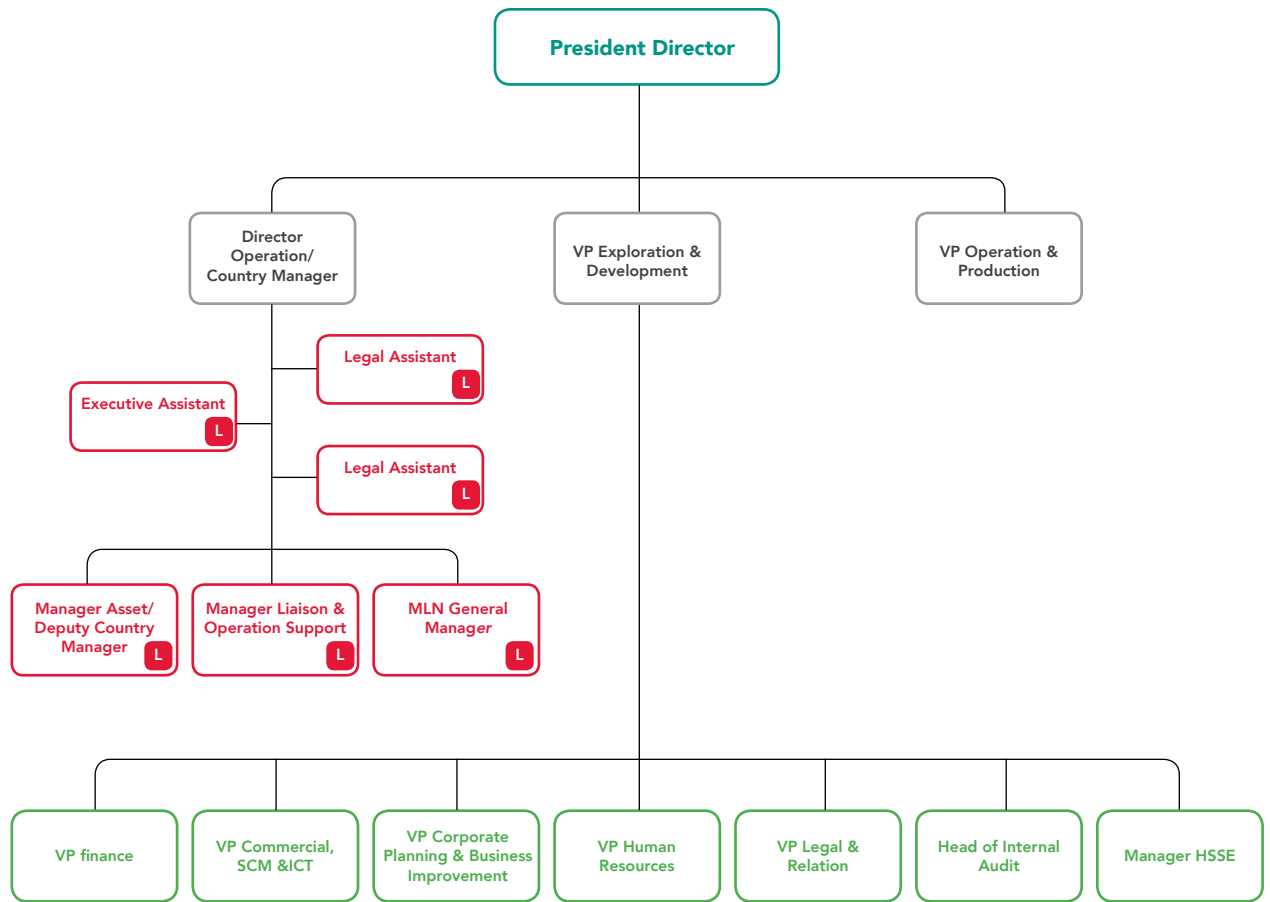 President Director
Director
Operation/
Country Manager
VP Exploration &
Development
VP Operation &
Production
Legal Assistant
L
Executive Assistant
L
Legal Assistant
L
Manager Asset/
Deputy Country
Manager
L
Manager Liaison &
Operation Support
L
MLN General
Manager
L
VP finance
VP Commercial,
SCM &ICT
VP Corporate
Planning & Business
Improvement
VP Human
Resources
VP Legal &
Relation
Head of Internal
Audit
Manager HSSE